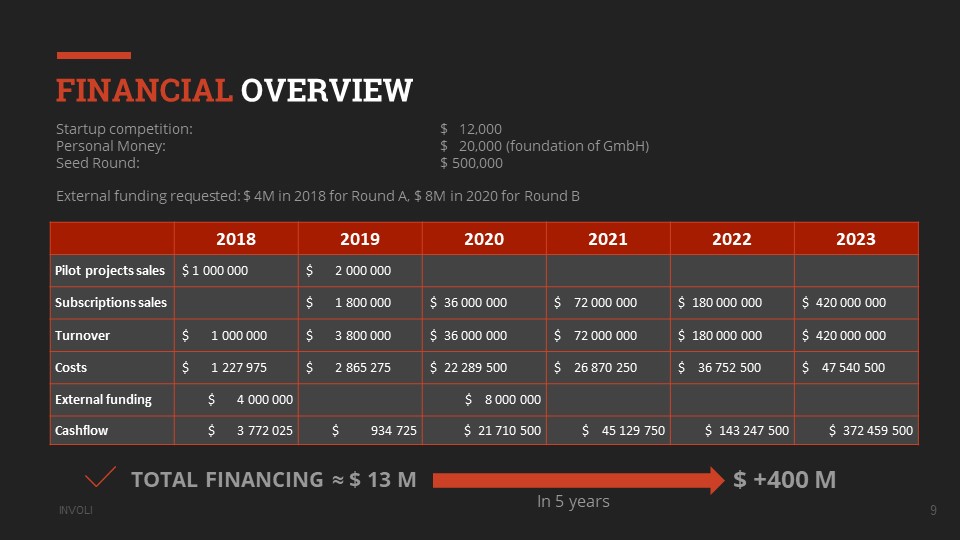 FINANCIAL OVERVIEW
Startup competition: $ 12,000
Personal Money: $ 20,000 (foundation of GmbH)
Seed Round: $ 500,000
External funding requested: $ 4M in 2018 for Round A, $ 8M in 2020 for Round B
2018 2019 2020 2021 2022 2023
Pilot projects sales $ 1 000 000 $ 2 000 000
Subscriptions sales $ 1 800 000 $ 36 000 000 $ 72 000 000 $ 180 000 000 $ 420 000 000
Turnover $ 1 000 000 $ 3 800 000 $ 36 000 000 $ 72 000 000 $ 180 000 000 $ 420 000 000
Costs $ 1 227 975 $ 2 865 275 $ 22 289 500 $ 26 870 250 $ 36 752 500 $ 47 540 500
External funding $ 4 000 000 $ 8 000 000
Cashflow $ 3 772 025 $ 934 725 $ 21 710 500 $ 45 129 750 $ 143 247 500 $ 372 459 500
TOTAL FINANCING ≈ $ 13 M $ +400 M
In 5 years
INVOLI 9